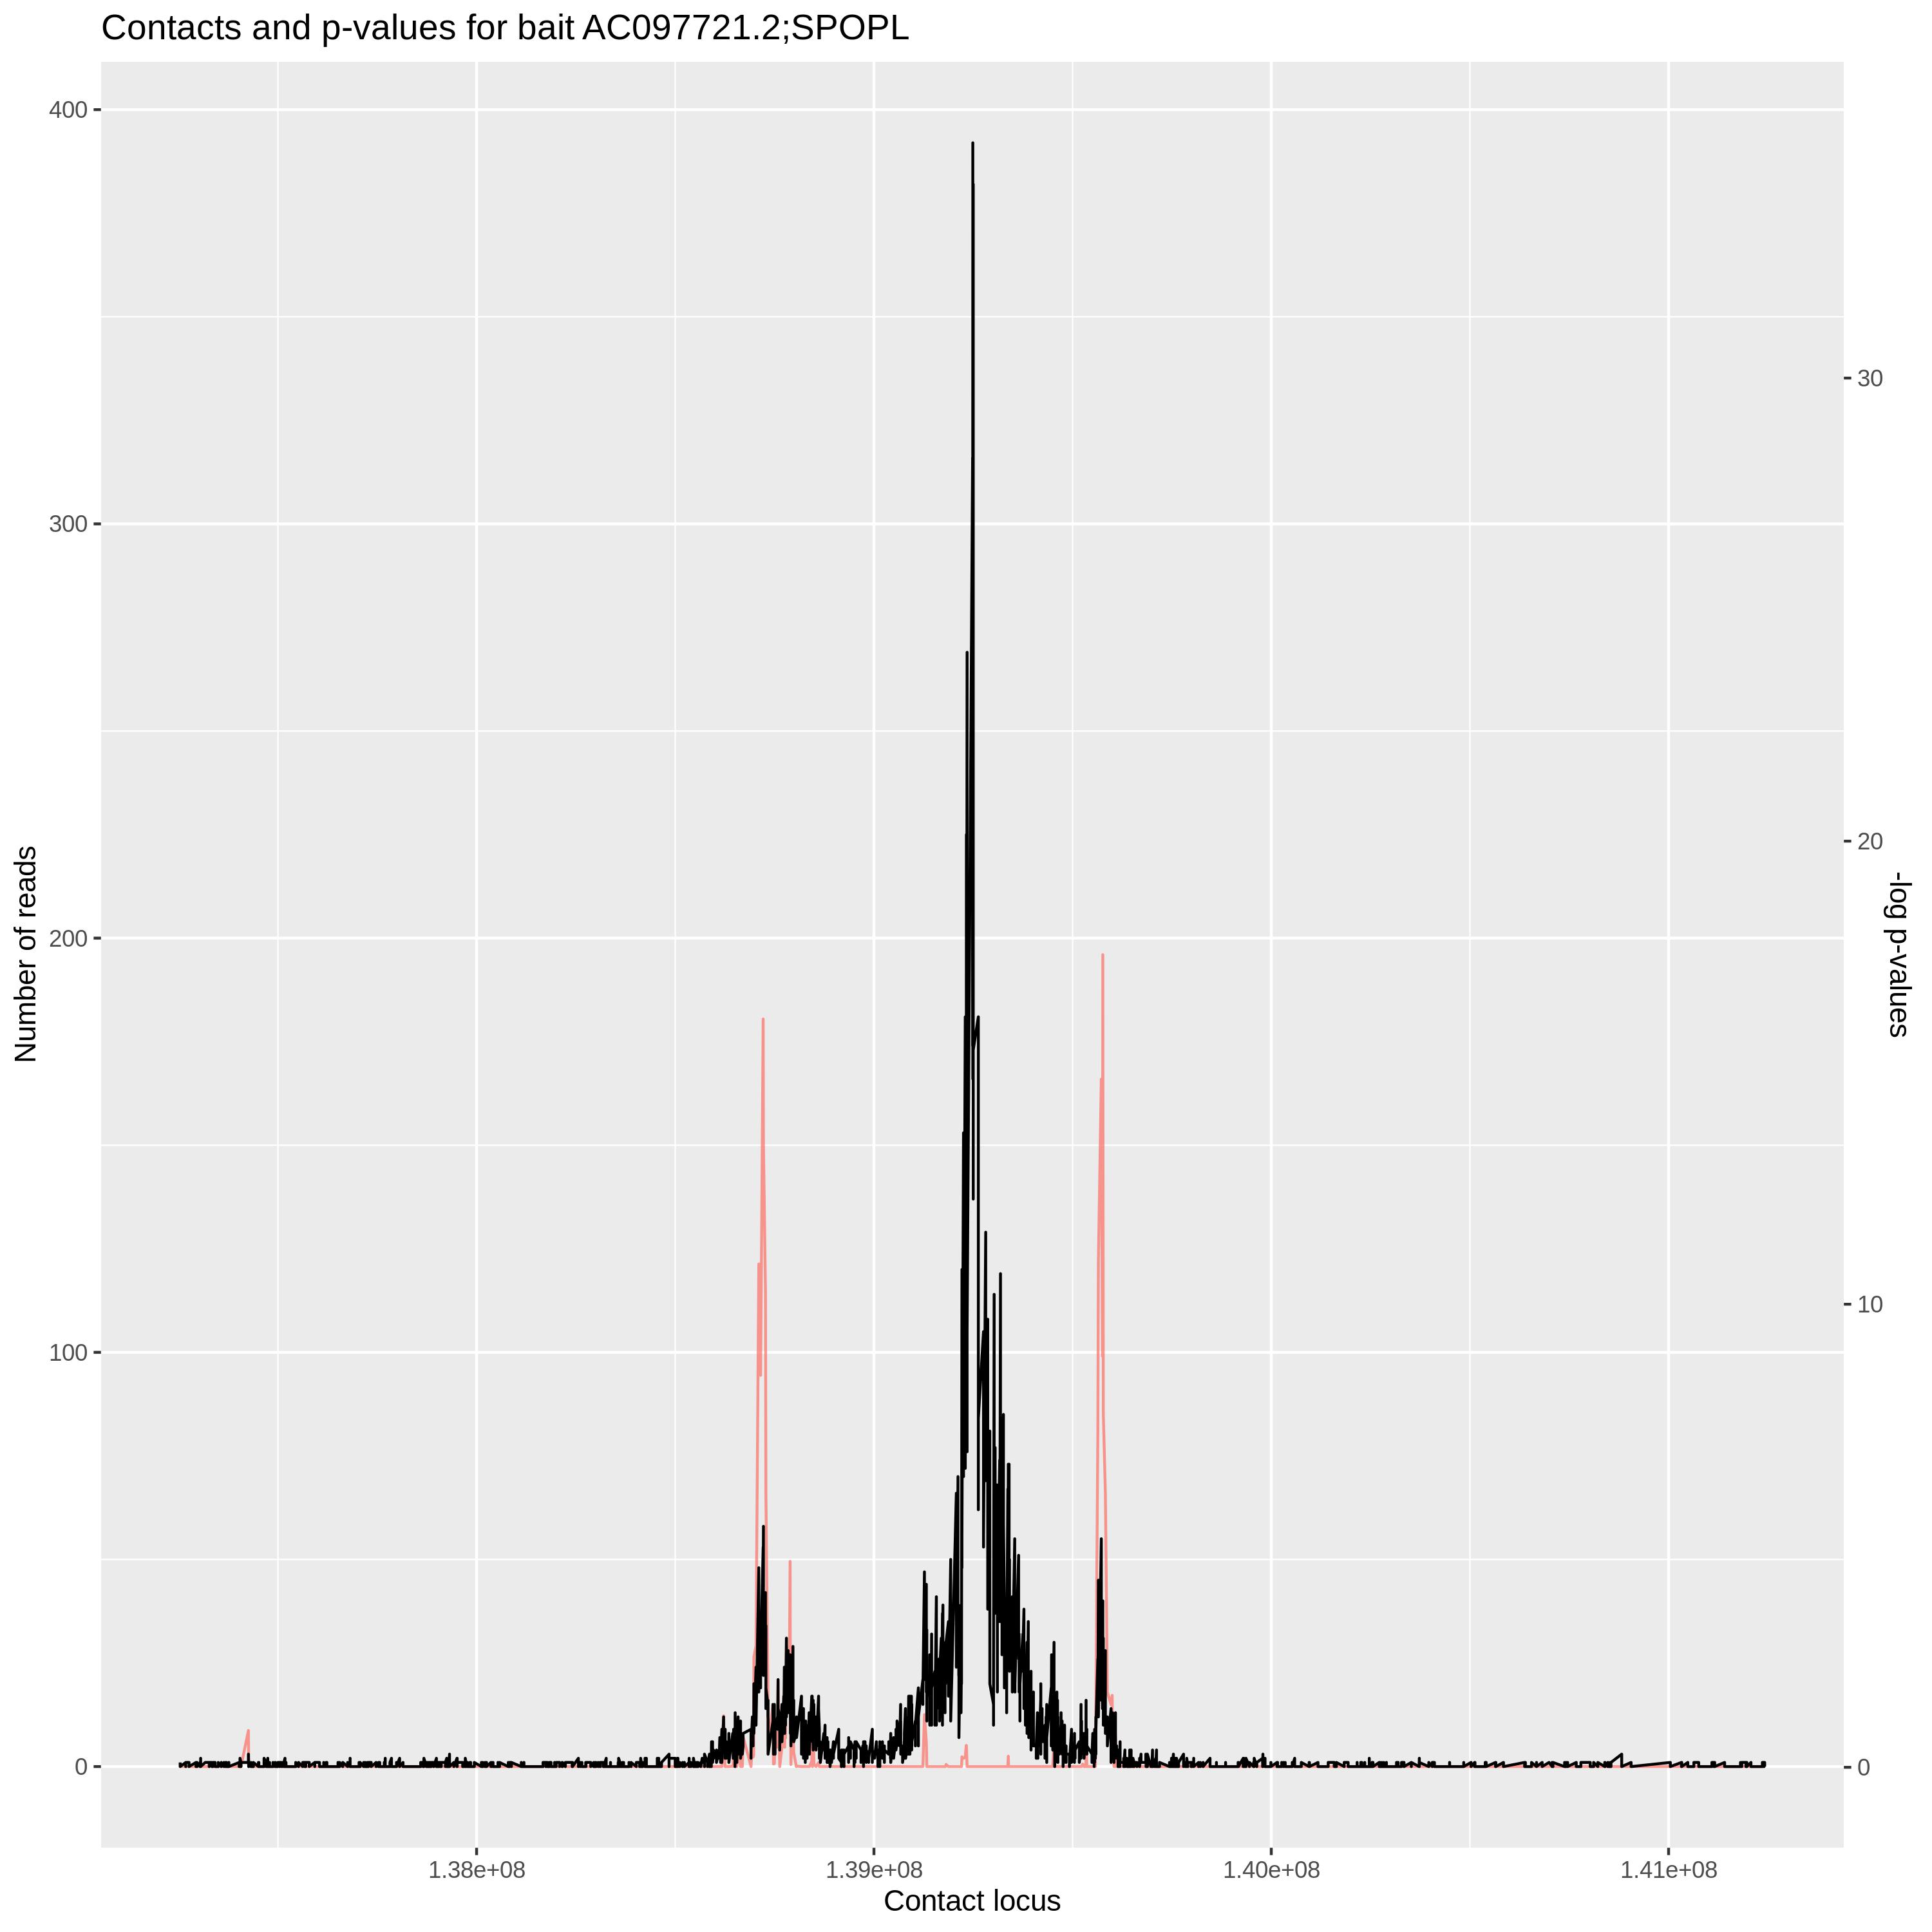 Contacts and p-values for bait AC097721.2;SPOPL
400
300
200
100
0
Number of reads
30
20
10
0
-log p-values
1.38e+08
1.39e+08
1.40e+08
1.41e+08
Contact locus